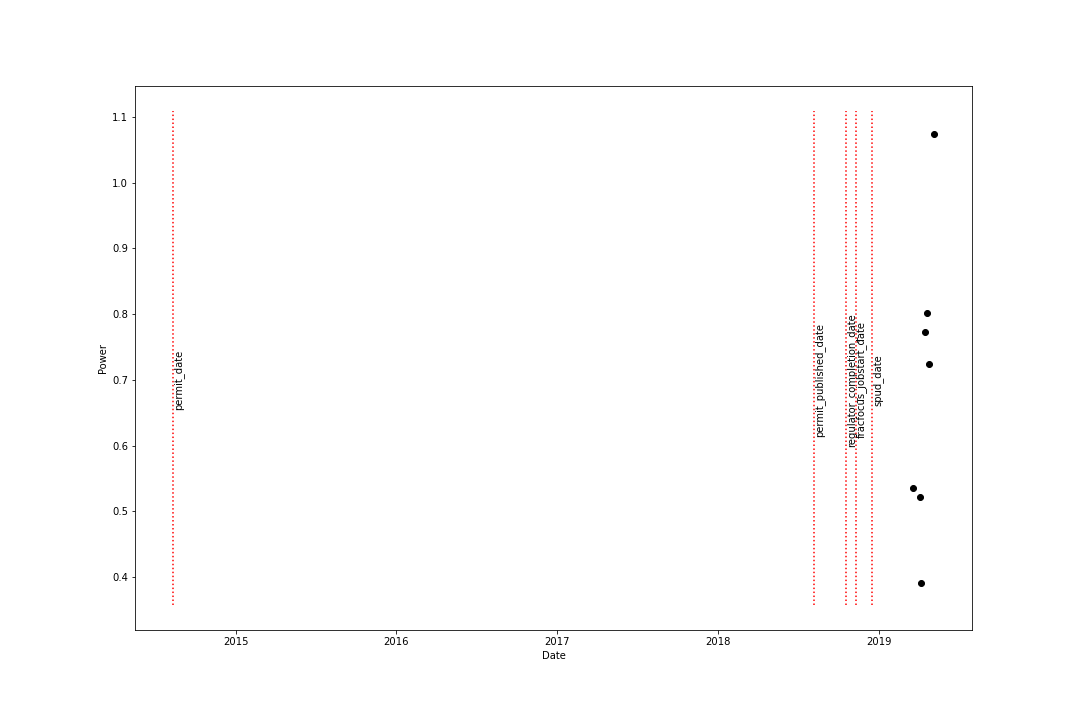 1.1
1.0
0.9
0.8
0.7
0.6
0.5
0.4
Power
permit_date
permit_published_date
regulator_completion_date
fracfocus_jobstart_date
spud_date
2015
2016
2017
2018
2019
Date